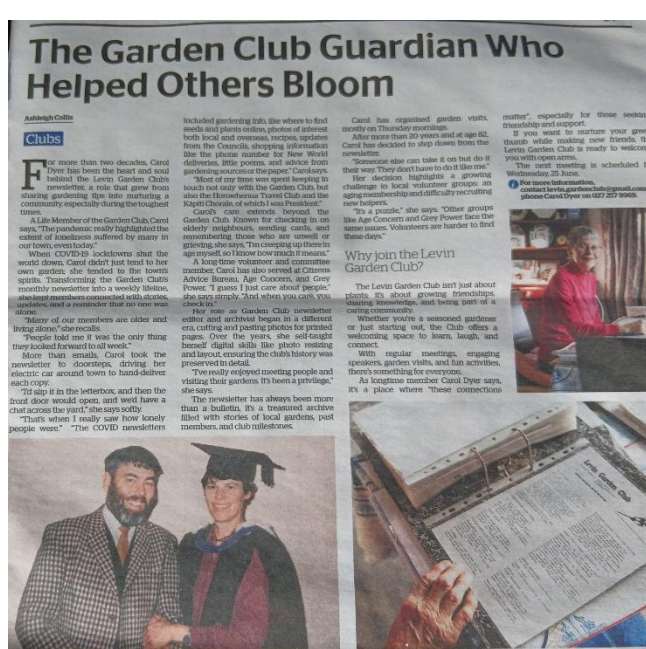 The Garden Club Guardian Who
Helped Others Bloom
Ashleigh Collis
Clubs
For more than two decades, Carol
Dyer has been the heart and soul
behind the Levin Garden Club's
newsletter, a role that grew from
sharing gardening tips into nurturing a
community, especially during the toughest
times.
A Life Member of the Garden Club, Carol
says, "The pandemic really highlighted the
extent of loneliness suffered by many in
our town, even today."
When COVID-19 lockdowns shut the
world down, Carol didn't just tend to her
own garden; she tended to the town's
spirits. Transforming the Garden Club's
monthly newsletter into a weekly lifeline,
she kept members connected with stories,
updates, and a reminder that no one was
alone.
"Many of our members are older and
living alone," she recalls.
"People told me it was the only thing
they looked forward to all week."
More than emails, Carol took the
newsletter to doorsteps, driving her
electric car around town to hand-deliver
each copy.
"I'd slip it in the letterbox, and then the
front door would open, and we'd have a
chat across the yard," she says softly.
"That's when I really saw how lonely
people were." "The COVID newsletters
included gardening info, like where to find
seeds and plants online, photos of interest
both local and overseas, recipes, updates
from the Councils, shopping information
like the phone number for New World
deliveries, little poems, and advice from
gardening sources or the paper," Carol says.
"Most of my time was spent keeping in
touch not only with the Garden Club, but
also the Horowhenua Travel Club and the
Kapiti Chorale, of which I was President."
Carol's care extends beyond the
Garden Club. Known for checking in on
elderly neighbours, sending cards, and
remembering those who are unwell or
grieving, she says, "I'm creeping up there in
age myself, so I know how much it means."
A long-time volunteer and committee
member, Carol has also served at Citizens
Advice Bureau, Age Concern, and Grey
Power. "I guess I just care about people,"
she says simply. "And when you care, you
check in."
Her role as Garden Club newsletter
editor and archivist began in a different
era, cutting and pasting photos for printed
pages. Over the years, she self-taught
herself digital skills like photo resizing
and layout, ensuring the club's history was
preserved in detail.
"I've really enjoyed meeting people and
visiting their gardens. It's been a privilege,"
she says.
The newsletter has always been more
than a bulletin, it's a treasured archive
filled with stories of local gardens, past
members, and club milestones.
Carol has organised garden visits,
mostly on Thursday mornings.
After more than 20 years and at age 82,
Carol has decided to step down from the
newsletter.
"Someone else can take it on but do it
their way. They don't have to do it like me."
Her decision highlights a growing
challenge in local volunteer groups: an
aging membership and difficulty recruiting
new helpers.
"It's a puzzle," she says. "Other groups
like Age Concern and Grey Power face the
same issues. Volunteers are harder to find
these days."
Why join the Levin
Garden Club?
The Levin Garden Club isn't just about
plants, it's about growing friendships,
sharing knowledge, and being part of a
caring community.
Whether you're a seasoned gardener
or just starting out, the Club offers a
welcoming space to learn, laugh, and
connect.
With regular meetings, engaging
speakers, garden visits, and fun activities,
there's something for everyone.
As longtime member Carol Dyer says,
it's a place where "these connections
matter", especially for those seeking
friendship and support.
If you want to nurture your green
thumb while making new friends, the
Levin Garden Club is ready to welcome
you with open arms.
The next meeting is scheduled for
Wednesday, 25 June.
For more information,
contact levin.gardenclub@gmail.com
phone Carol Dyer on 027 257 9965.
Levin Garden Club